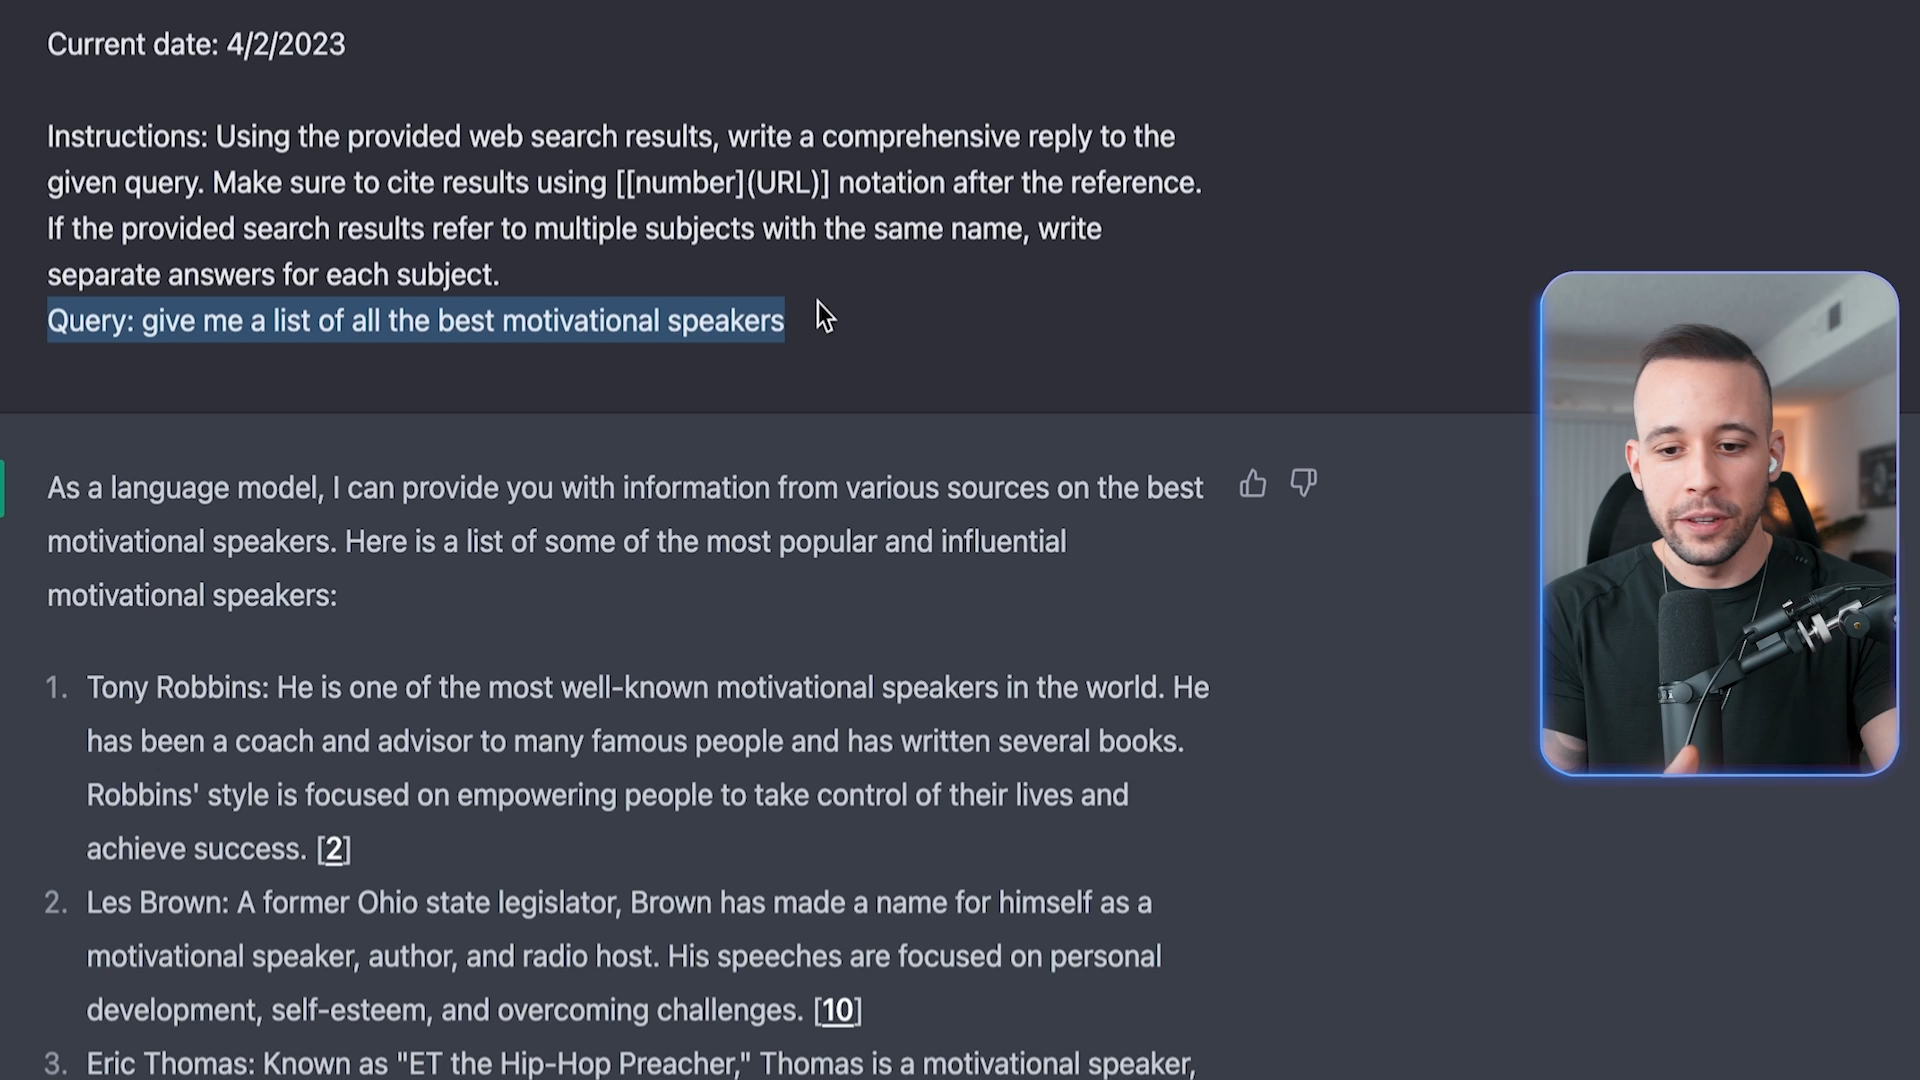 Current date: 4/2/2023
Instructions: Using the provided web search results, write a comprehensive reply to the
given query. Make sure to cite results using [[number](URL)] notation after the reference.
If the provided search results refer to multiple subjects with the same name, write
separate answers for each subject.
Query: give me a list of all the best motivational speakers
As a language model, I can provide you with information from various sources on the best
motivational speakers. Here is a list of some of the most popular and influential
motivational speakers:
1. Tony Robbins: He is one of the most well-known motivational speakers in the world. He
has been a coach and advisor to many famous people and has written several books.
Robbins' style is focused on empowering people to take control of their lives and
achieve success. [2]
2. Les Brown: A former Ohio state legislator, Brown has made a name for himself as a
motivational speaker, author, and radio host. His speeches are focused on personal
development, self-esteem, and overcoming challenges. [10]
3. Eric Thomas: Known as "ET the Hip-Hop Preacher," Thomas is a motivational speaker,